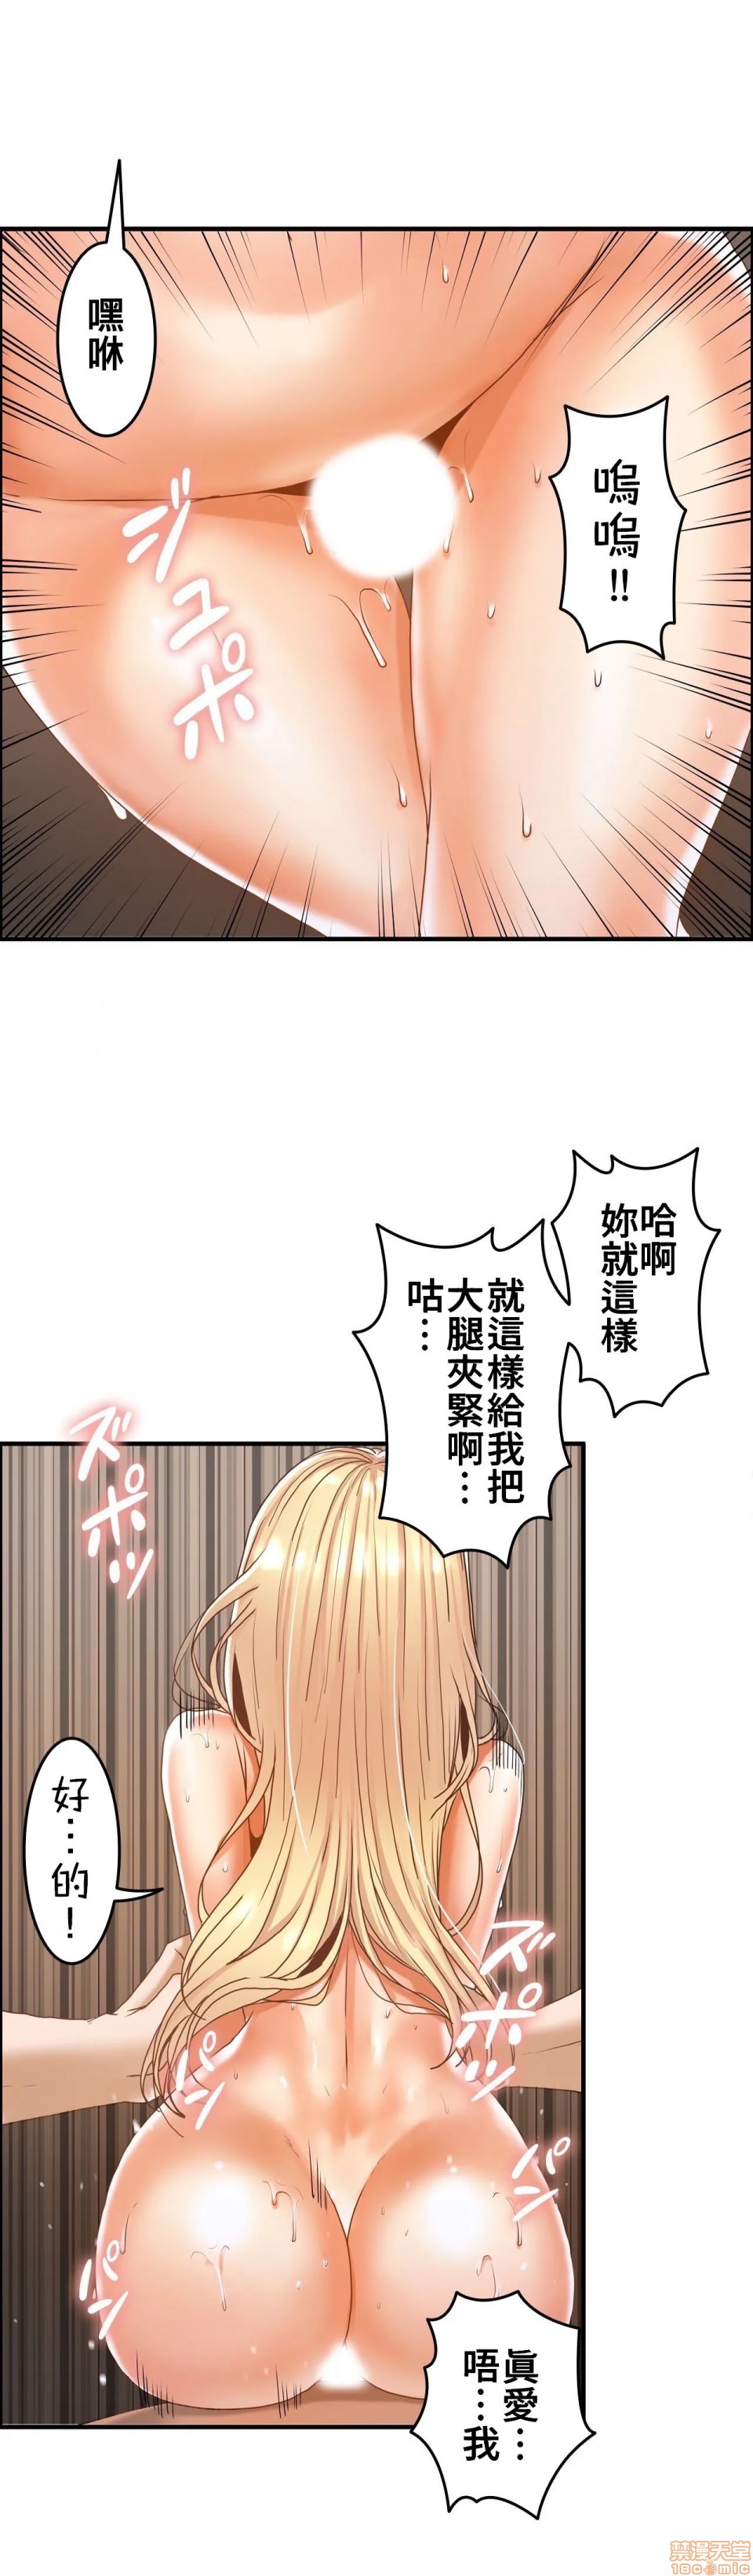 嘿咻
嗚嗚!!
ジュポ
哈啊
妳就這樣
就這樣給我把
大腿夾緊啊…
咕…
ズポッ
好…的！
ズポッ
パン
パン
パン
眞愛…
唔…我
禁漫天堂
18comic